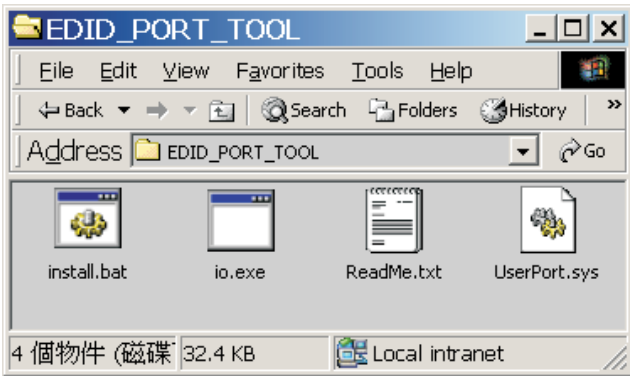 EDID_PORT_TOOL
File Edit View Favorites Tools Help
Back Search Folders History »
Address EDID_PORT_TOOL Go
install.bat io.exe ReadMe.txt UserPort.sys
4 個物件 (磁碟 32.4 KB Local intranet